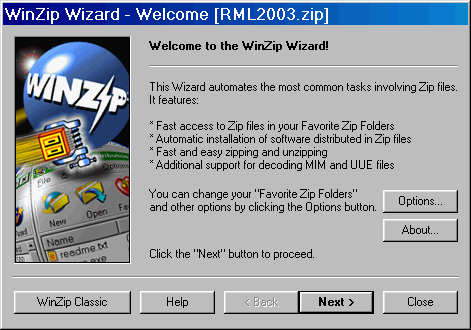 WinZip Wizard - Welcome [RML2003.zip]
WINZIP
File
New
Open
Fav
Name
readme.txt
example.exe
Welcome to the WinZip Wizard!
This Wizard automates the most common tasks involving Zip files.
It features:
* Fast access to Zip files in your Favorite Zip Folders
* Automatic installation of software distributed in Zip files
* Fast and easy zipping and unzipping
* Additional support for decoding MIM and UUE files
You can change your "Favorite Zip Folders"
and other options by clicking the Options button.
Options...
About...
Click the "Next" button to proceed.
WinZip Classic
Help
< Back
Next >
Close